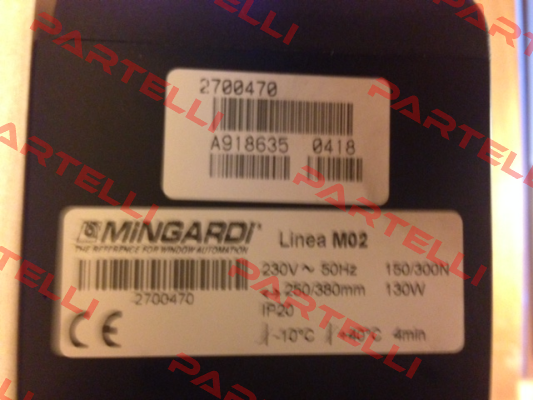 2700470
A918635 0418
MiNGARDi
THE REFERENCE FOR WINDOW AUTOMATION
Linea M02
2700470
230V ~ 50Hz 150/300N
↔ 250/380mm 130W
IP20
-10°C +40°C 4min
CE
PARTELLI
PARTELLI
PARTELLI
PARTELLI
PARTELLI
PARTELLI